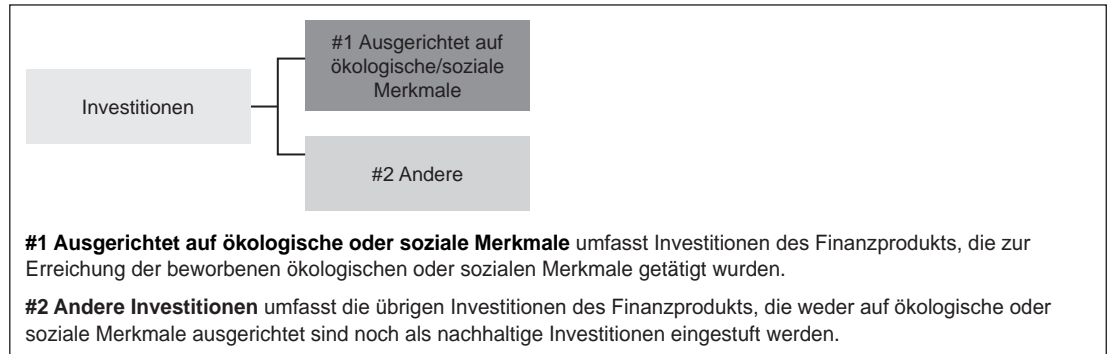 #1 Ausgerichtet auf
ökologische/soziale
Merkmale
Investitionen
#2 Andere
#1 Ausgerichtet auf ökologische oder soziale Merkmale umfasst Investitionen des Finanzprodukts, die zur
Erreichung der beworbenen ökologischen oder sozialen Merkmale getätigt wurden.
#2 Andere Investitionen umfasst die übrigen Investitionen des Finanzprodukts, die weder auf ökologische oder
soziale Merkmale ausgerichtet sind noch als nachhaltige Investitionen eingestuft werden.